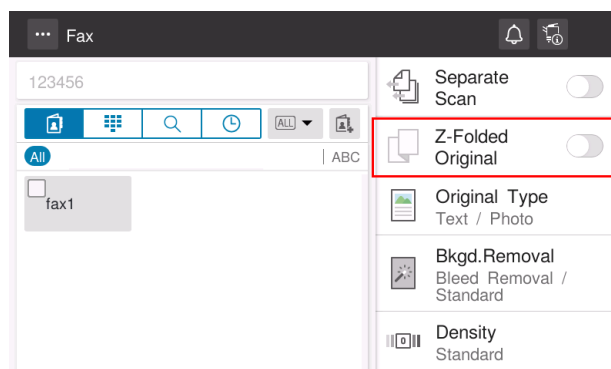 Fax
123456
ALL
All
ABC
fax1
Separate
Scan
Z-Folded
Original
Original Type
Text / Photo
Bkgd.Removal
Bleed Removal /
Standard
0
Density
Standard